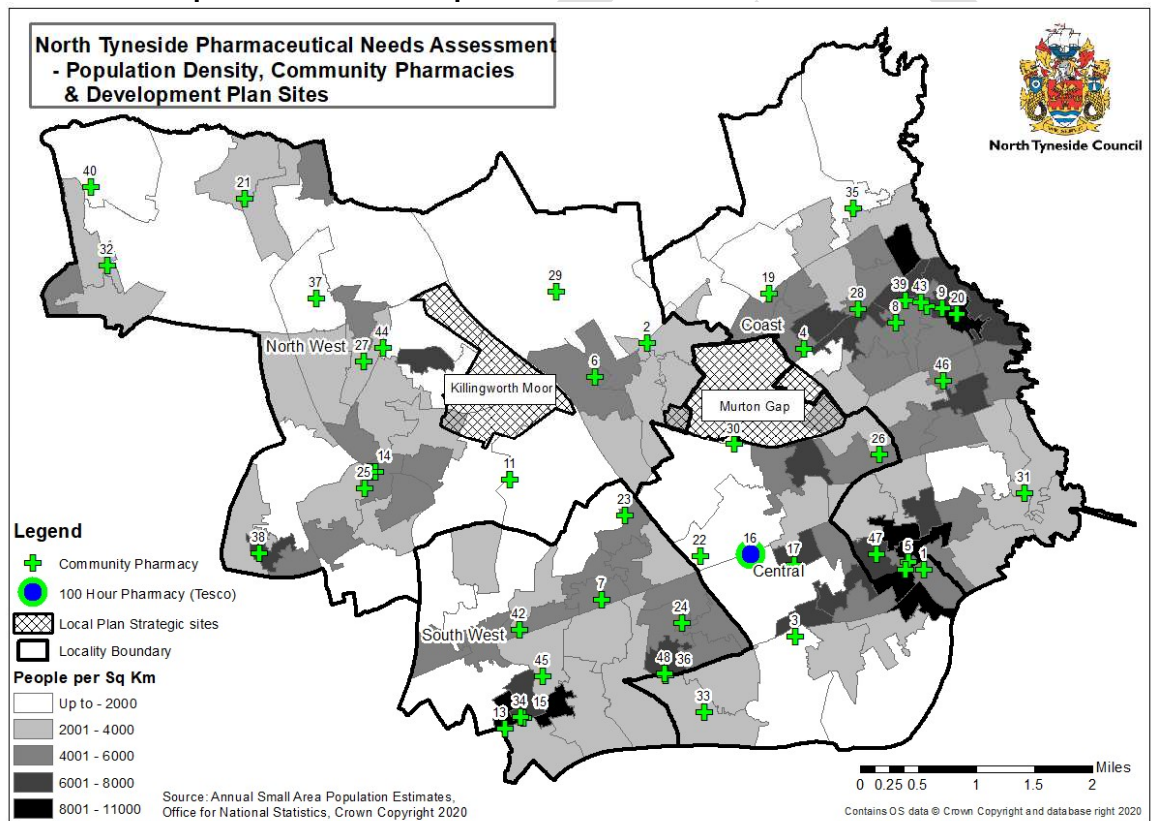 North Tyneside Pharmaceutical Needs Assessment
- Population Density, Community Pharmacies
& Development Plan Sites
North Tyneside Council
40
21
35
32
37
29
19
28
39
43
9
20
8
2
Coast
4
North West
27
44
6
46
Killingworth Moor
Murton Gap
30
26
14
25
11
31
23
38
22
16
17
Central
47
5
1
7
24
42
South West
3
45
48
36
33
34
15
13
Legend
Community Pharmacy
100 Hour Pharmacy (Tesco)
Local Plan Strategic sites
Locality Boundary
People per Sq Km
Up to - 2000
2001 - 4000
4001 - 6000
6001 - 8000
8001 - 11000
Source: Annual Small Area Population Estimates,
Office for National Statistics, Crown Copyright 2020
Miles
0 0.25 0.5 1 1.5 2
Contains OS data © Crown Copyright and database right 2020